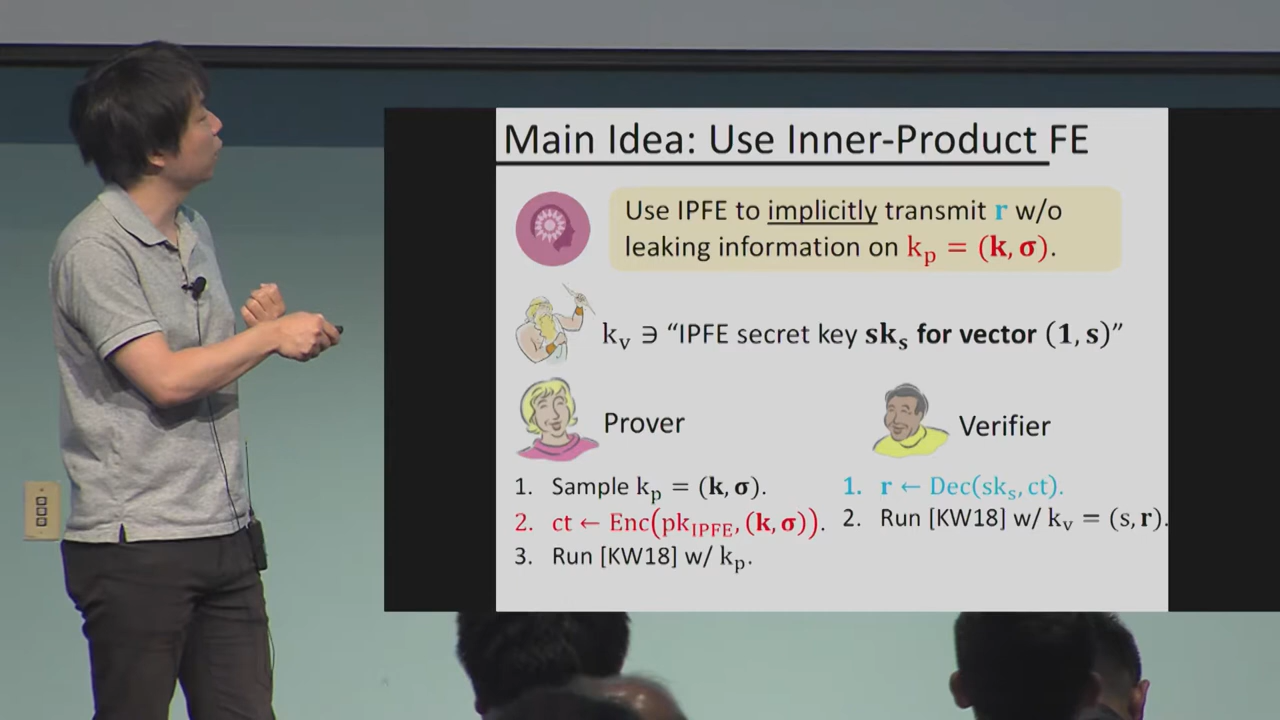 Main Idea: Use Inner-Product FE
Use IPFE to implicitly transmit r w/o
leaking information on kₚ = (k, σ).
kᵥ ∋ “IPFE secret key skₛ for vector (1, s)”
Prover
Verifier
1. Sample kₚ = (k, σ).
2. ct ← Enc(pk_IPFE, (k, σ)).
3. Run [KW18] w/ kₚ.
1. r ← Dec(skₛ, ct).
2. Run [KW18] w/ kᵥ = (s, r).